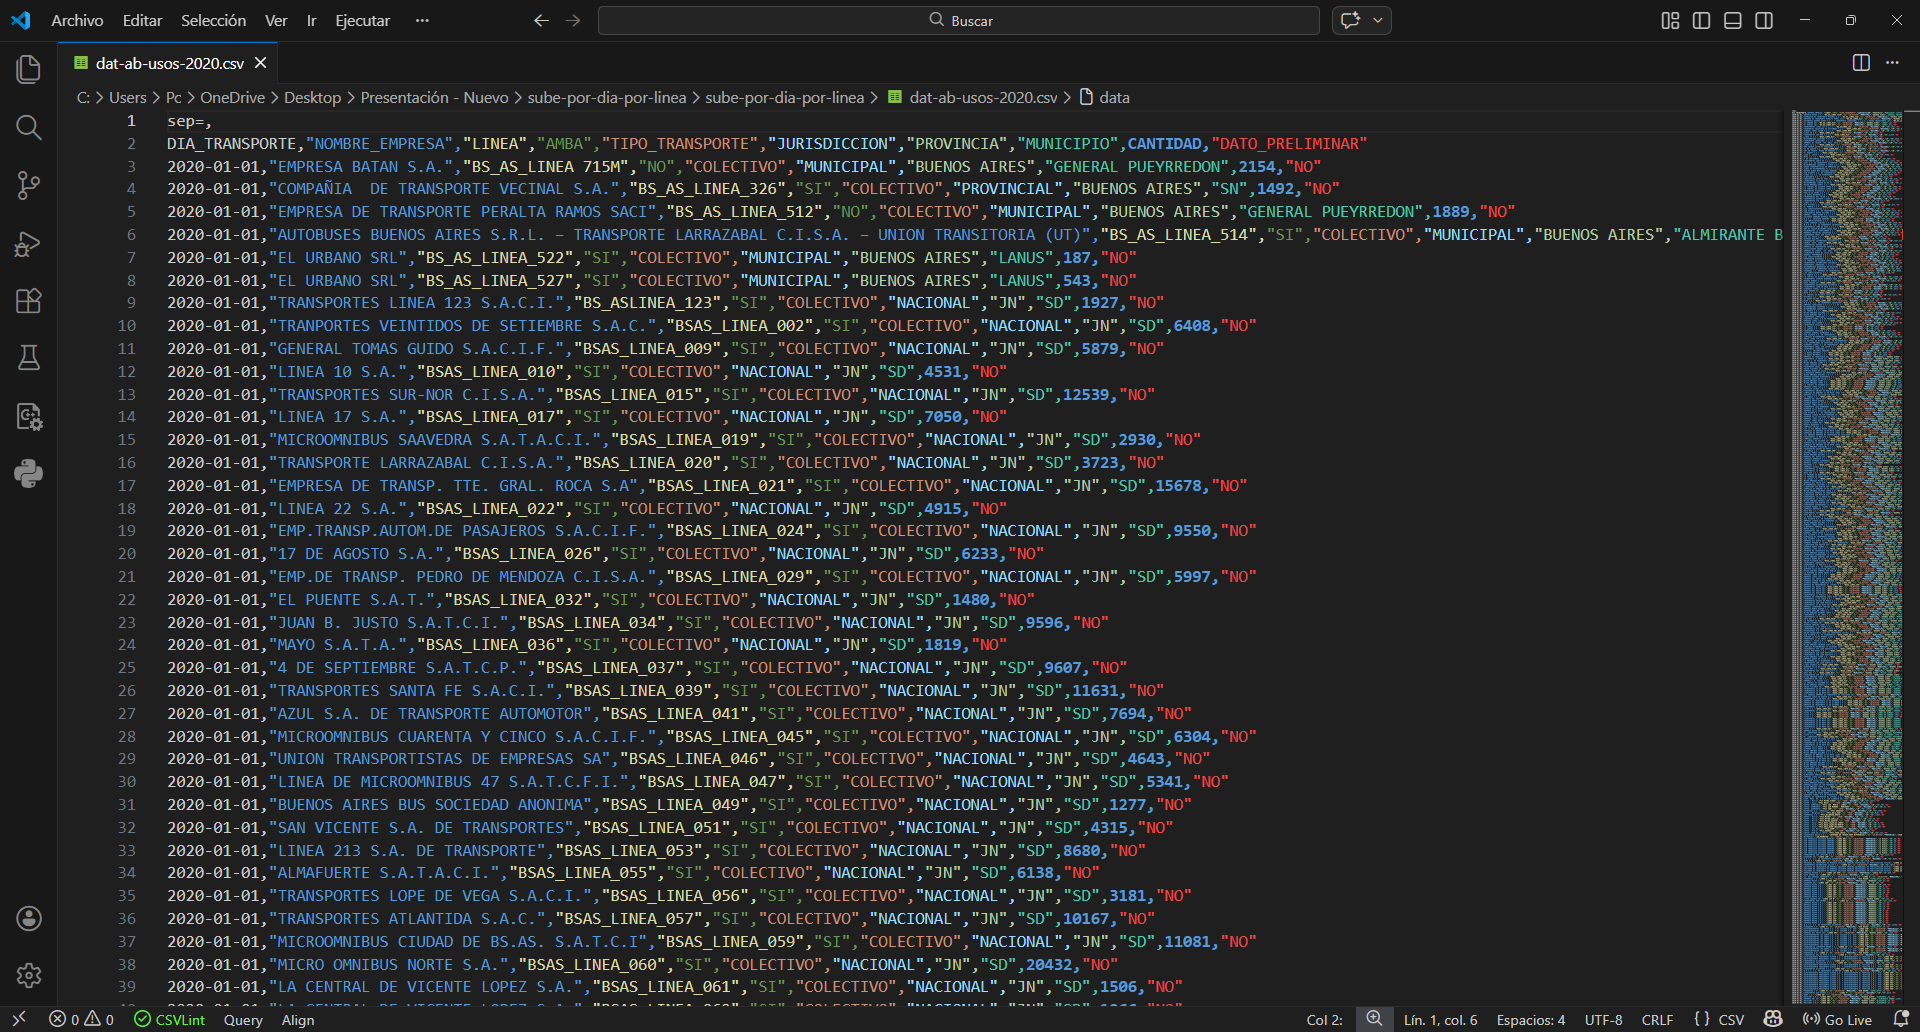 Archivo Editar Selección Ver Ir Ejecutar ··· Buscar
dat-ab-usos-2020.csv
C: > Users > Pc > OneDrive > Desktop > Presentación - Nuevo > sube-por-dia-por-linea > sube-por-dia-por-linea > dat-ab-usos-2020.csv > data
1 sep=,
2 DIA_TRANSPORTE,"NOMBRE_EMPRESA","LINEA","AMBA","TIPO_TRANSPORTE","JURISDICCION","PROVINCIA","MUNICIPIO",CANTIDAD,"DATO_PRELIMINAR"
3 2020-01-01,"EMPRESA BATAN S.A.","BS_AS_LINEA 715M","NO","COLECTIVO","MUNICIPAL","BUENOS AIRES","GENERAL PUEYRREDON",2154,"NO"
4 2020-01-01,"COMPAÑIA  DE TRANSPORTE VECINAL S.A.","BS_AS_LINEA_326","SI","COLECTIVO","PROVINCIAL","BUENOS AIRES","SN",1492,"NO"
5 2020-01-01,"EMPRESA DE TRANSPORTE PERALTA RAMOS SACI","BS_AS_LINEA_512","NO","COLECTIVO","MUNICIPAL","BUENOS AIRES","GENERAL PUEYRREDON",1889,"NO"
6 2020-01-01,"AUTOBUSES BUENOS AIRES S.R.L. – TRANSPORTE LARRAZABAL C.I.S.A. – UNION TRANSITORIA (UT)","BS_AS_LINEA_514","SI","COLECTIVO","MUNICIPAL","BUENOS AIRES","ALMIRANTE B
7 2020-01-01,"EL URBANO SRL","BS_AS_LINEA_522","SI","COLECTIVO","MUNICIPAL","BUENOS AIRES","LANUS",187,"NO"
8 2020-01-01,"EL URBANO SRL","BS_AS_LINEA_527","SI","COLECTIVO","MUNICIPAL","BUENOS AIRES","LANUS",543,"NO"
9 2020-01-01,"TRANSPORTES LINEA 123 S.A.C.I.","BS_ASLINEA_123","SI","COLECTIVO","NACIONAL","JN","SD",1927,"NO"
10 2020-01-01,"TRANPORTES VEINTIDOS DE SETIEMBRE S.A.C.","BSAS_LINEA_002","SI","COLECTIVO","NACIONAL","JN","SD",6408,"NO"
11 2020-01-01,"GENERAL TOMAS GUIDO S.A.C.I.F.","BSAS_LINEA_009","SI","COLECTIVO","NACIONAL","JN","SD",5879,"NO"
12 2020-01-01,"LINEA 10 S.A.","BSAS_LINEA_010","SI","COLECTIVO","NACIONAL","JN","SD",4531,"NO"
13 2020-01-01,"TRANSPORTES SUR-NOR C.I.S.A.","BSAS_LINEA_015","SI","COLECTIVO","NACIONAL","JN","SD",12539,"NO"
14 2020-01-01,"LINEA 17 S.A.","BSAS_LINEA_017","SI","COLECTIVO","NACIONAL","JN","SD",7050,"NO"
15 2020-01-01,"MICROOMNIBUS SAAVEDRA S.A.T.A.C.I.","BSAS_LINEA_019","SI","COLECTIVO","NACIONAL","JN","SD",2930,"NO"
16 2020-01-01,"TRANSPORTE LARRAZABAL C.I.S.A.","BSAS_LINEA_020","SI","COLECTIVO","NACIONAL","JN","SD",3723,"NO"
17 2020-01-01,"EMPRESA DE TRANSP. TTE. GRAL. ROCA S.A","BSAS_LINEA_021","SI","COLECTIVO","NACIONAL","JN","SD",15678,"NO"
18 2020-01-01,"LINEA 22 S.A.","BSAS_LINEA_022","SI","COLECTIVO","NACIONAL","JN","SD",4915,"NO"
19 2020-01-01,"EMP.TRANSP.AUTOM.DE PASAJEROS S.A.C.I.F.","BSAS_LINEA_024","SI","COLECTIVO","NACIONAL","JN","SD",9550,"NO"
20 2020-01-01,"17 DE AGOSTO S.A.","BSAS_LINEA_026","SI","COLECTIVO","NACIONAL","JN","SD",6233,"NO"
21 2020-01-01,"EMP.DE TRANSP. PEDRO DE MENDOZA C.I.S.A.","BSAS_LINEA_029","SI","COLECTIVO","NACIONAL","JN","SD",5997,"NO"
22 2020-01-01,"EL PUENTE S.A.T.","BSAS_LINEA_032","SI","COLECTIVO","NACIONAL","JN","SD",1480,"NO"
23 2020-01-01,"JUAN B. JUSTO S.A.T.C.I.","BSAS_LINEA_034","SI","COLECTIVO","NACIONAL","JN","SD",9596,"NO"
24 2020-01-01,"MAYO S.A.T.A.","BSAS_LINEA_036","SI","COLECTIVO","NACIONAL","JN","SD",1819,"NO"
25 2020-01-01,"4 DE SEPTIEMBRE S.A.T.C.P.","BSAS_LINEA_037","SI","COLECTIVO","NACIONAL","JN","SD",9607,"NO"
26 2020-01-01,"TRANSPORTES SANTA FE S.A.C.I.","BSAS_LINEA_039","SI","COLECTIVO","NACIONAL","JN","SD",11631,"NO"
27 2020-01-01,"AZUL S.A. DE TRANSPORTE AUTOMOTOR","BSAS_LINEA_041","SI","COLECTIVO","NACIONAL","JN","SD",7694,"NO"
28 2020-01-01,"MICROOMNIBUS CUARENTA Y CINCO S.A.C.I.F.","BSAS_LINEA_045","SI","COLECTIVO","NACIONAL","JN","SD",6304,"NO"
29 2020-01-01,"UNION TRANSPORTISTAS DE EMPRESAS SA","BSAS_LINEA_046","SI","COLECTIVO","NACIONAL","JN","SD",4643,"NO"
30 2020-01-01,"LINEA DE MICROOMNIBUS 47 S.A.T.C.F.I.","BSAS_LINEA_047","SI","COLECTIVO","NACIONAL","JN","SD",5341,"NO"
31 2020-01-01,"BUENOS AIRES BUS SOCIEDAD ANONIMA","BSAS_LINEA_049","SI","COLECTIVO","NACIONAL","JN","SD",1277,"NO"
32 2020-01-01,"SAN VICENTE S.A. DE TRANSPORTES","BSAS_LINEA_051","SI","COLECTIVO","NACIONAL","JN","SD",4315,"NO"
33 2020-01-01,"LINEA 213 S.A. DE TRANSPORTE","BSAS_LINEA_053","SI","COLECTIVO","NACIONAL","JN","SD",8680,"NO"
34 2020-01-01,"ALMAFUERTE S.A.T.A.C.I.","BSAS_LINEA_055","SI","COLECTIVO","NACIONAL","JN","SD",6138,"NO"
35 2020-01-01,"TRANSPORTES LOPE DE VEGA S.A.C.I.","BSAS_LINEA_056","SI","COLECTIVO","NACIONAL","JN","SD",3181,"NO"
36 2020-01-01,"TRANSPORTES ATLANTIDA S.A.C.","BSAS_LINEA_057","SI","COLECTIVO","NACIONAL","JN","SD",10167,"NO"
37 2020-01-01,"MICROOMNIBUS CIUDAD DE BS.AS. S.A.T.C.I","BSAS_LINEA_059","SI","COLECTIVO","NACIONAL","JN","SD",11081,"NO"
38 2020-01-01,"MICRO OMNIBUS NORTE S.A.","BSAS_LINEA_060","SI","COLECTIVO","NACIONAL","JN","SD",20432,"NO"
39 2020-01-01,"LA CENTRAL DE VICENTE LOPEZ S.A.","BSAS_LINEA_061","SI","COLECTIVO","NACIONAL","JN","SD",1506,"NO"
0 0 CSVLint Query Align Col 2: Lín. 1, col. 6 Espacios: 4 UTF-8 CRLF {} CSV Go Live